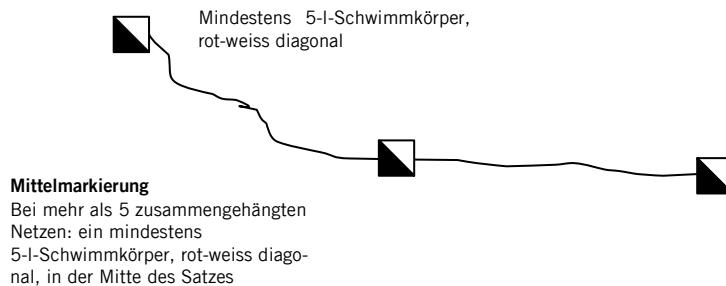 Mindestens 5-l-Schwimmkörper,
rot-weiss diagonal
Mittelmarkierung
Bei mehr als 5 zusammengehängten
Netzen: ein mindestens
5-l-Schwimmkörper, rot-weiss diago-
nal, in der Mitte des Satzes